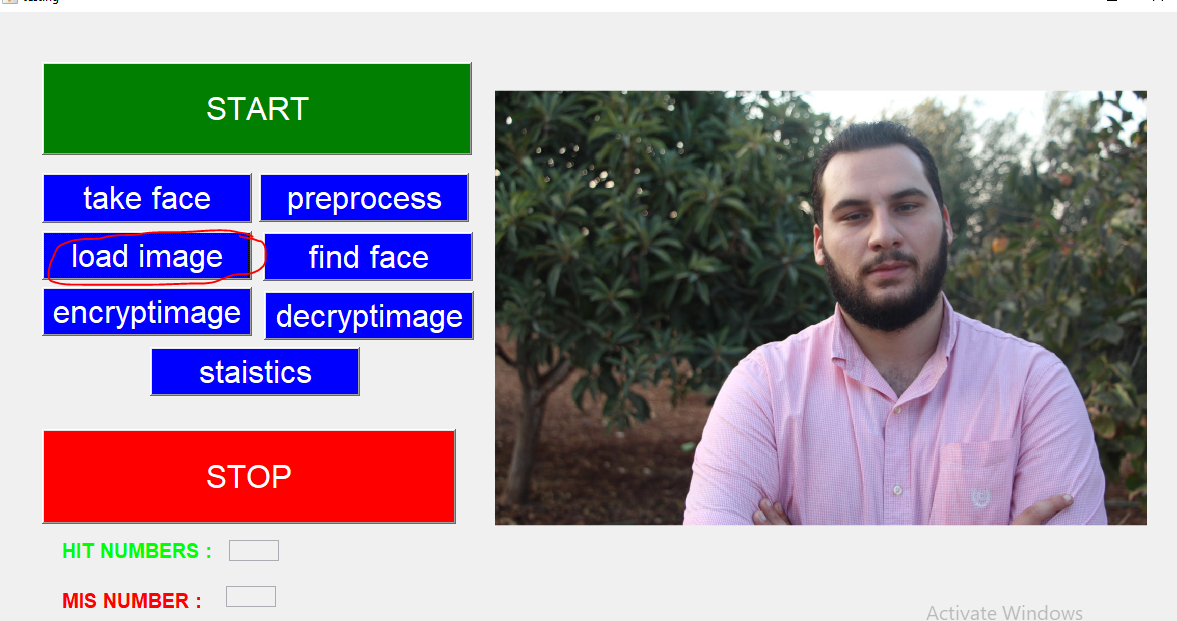 START
take face
preprocess
load image
find face
encryptimage
decryptimage
staistics
STOP
HIT NUMBERS :
MIS NUMBER :
Activate Windows